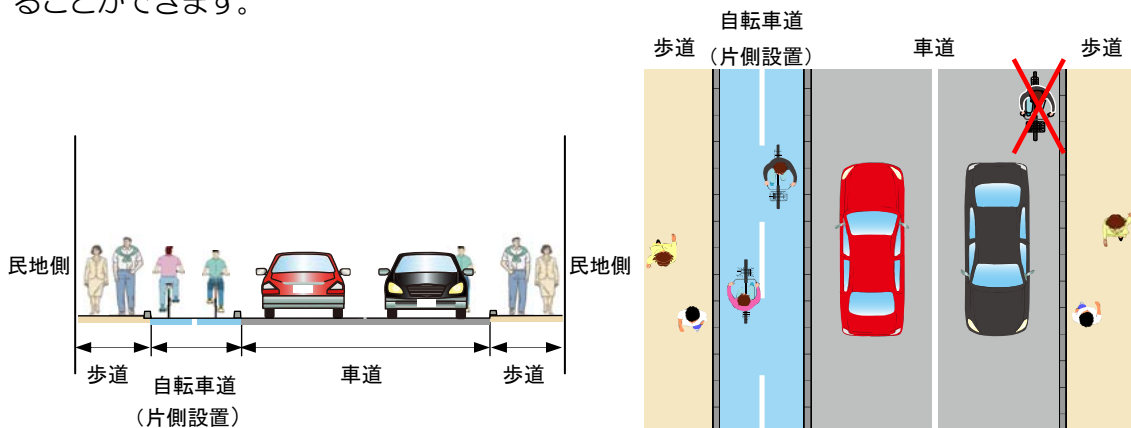 ることができます。
民地側
民地側
歩道
自転車道
（片側設置）
車道
歩道
歩道
自転車道
（片側設置）
車道
歩道